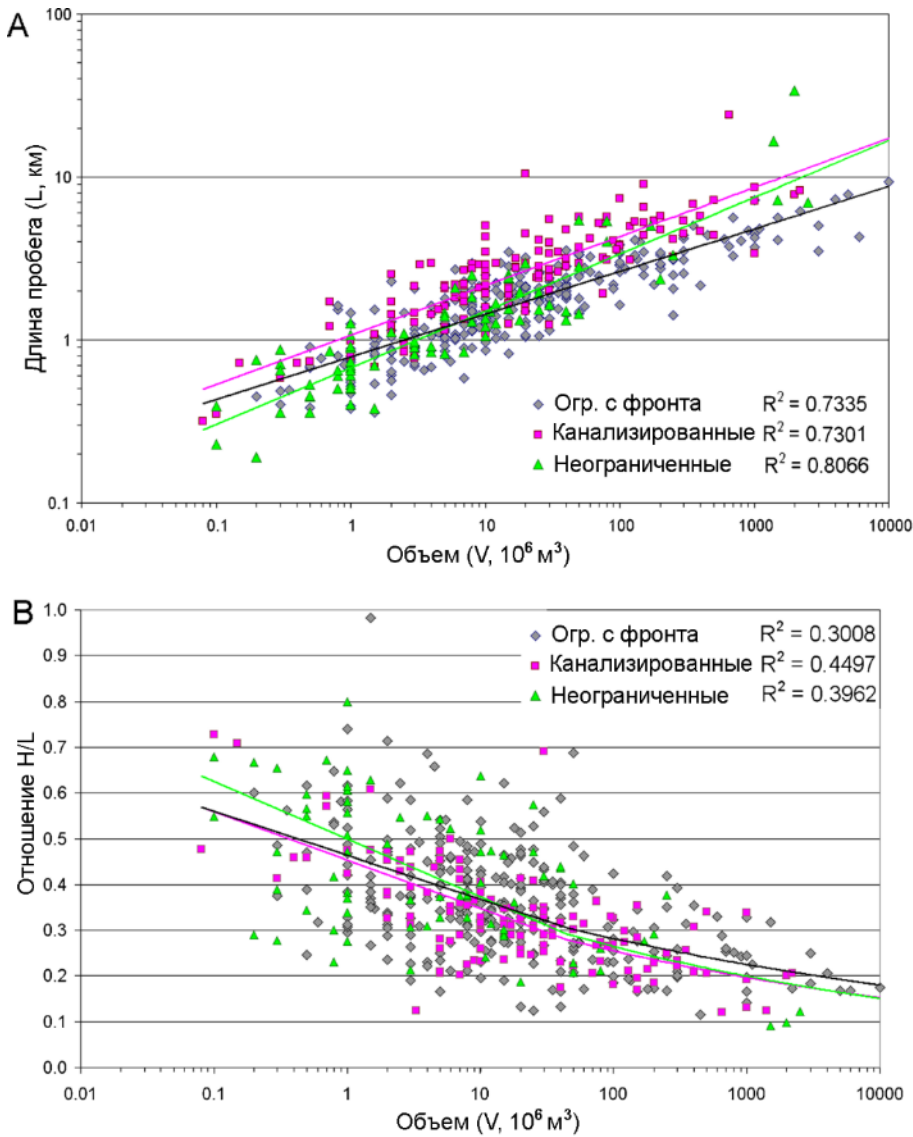 A
100
10
1
0.1
Длина пробега (L, км)
Огр. с фронта R² = 0.7335
Канализированные R² = 0.7301
Неограниченные R² = 0.8066
0.01 0.1 1 10 100 1000 10000
Объем (V, 10⁶ м³)
B
1.0
0.9
0.8
0.7
0.6
0.5
0.4
0.3
0.2
0.1
0.0
Отношение H/L
Огр. с фронта R² = 0.3008
Канализированные R² = 0.4497
Неограниченные R² = 0.3962
0.01 0.1 1 10 100 1000 10000
Объем (V, 10⁶ м³)